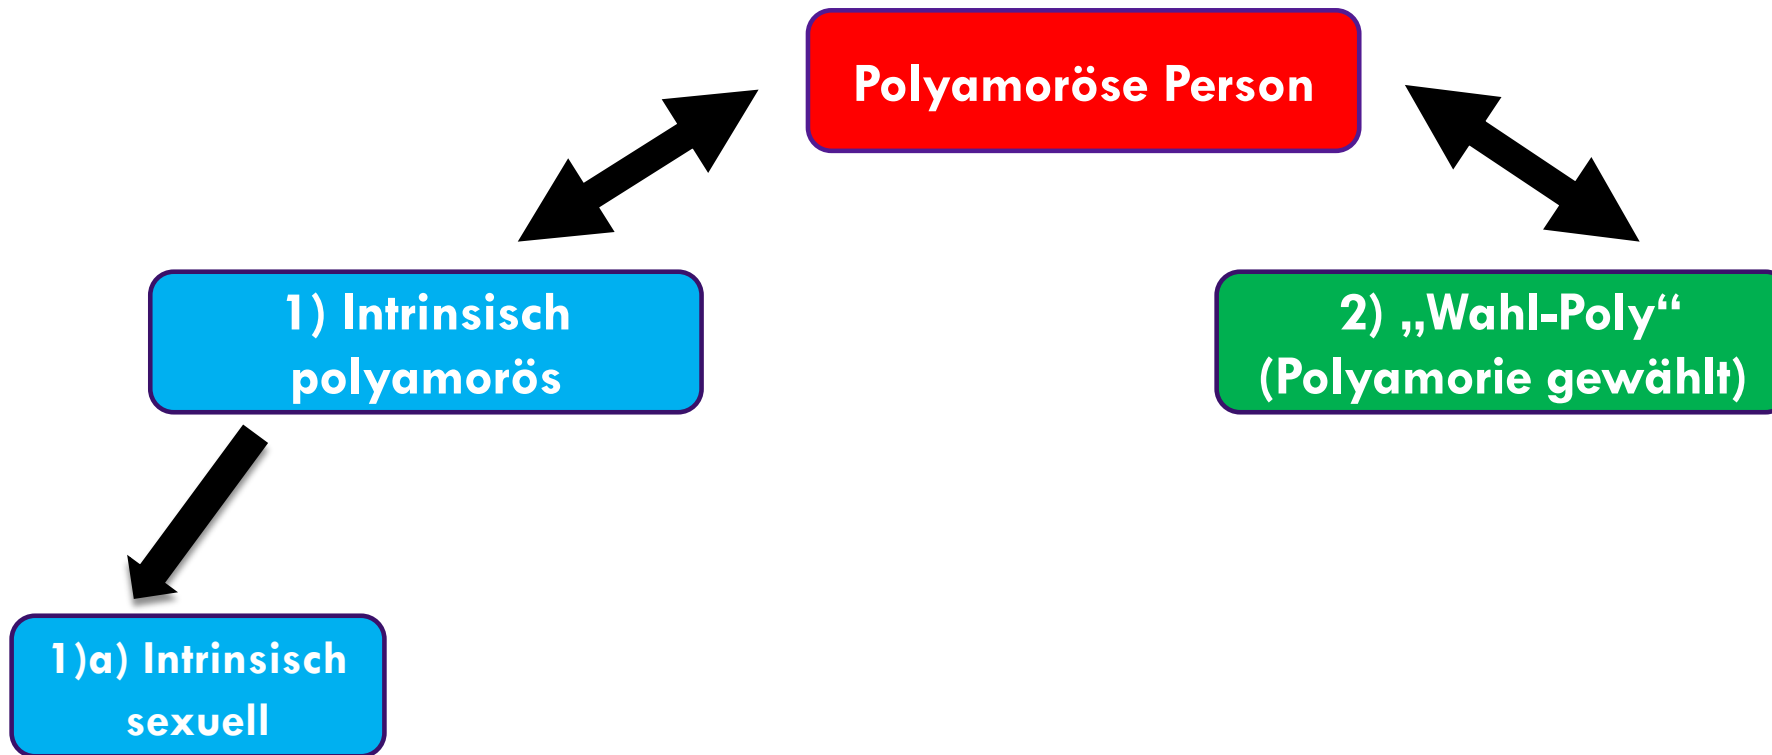 Polyamoröse Person
1) Intrinsisch
polyamorös
2) „Wahl-Poly“
(Polyamorie gewählt)
1)a) Intrinsisch
sexuell